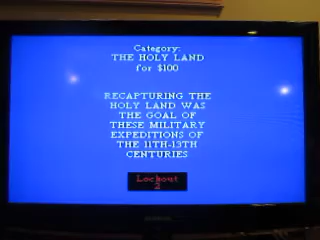 Category:
THE HOLY LAND
for $100
RECAPTURING THE
HOLY LAND WAS
THE GOAL OF
THESE MILITARY
EXPEDITIONS OF
THE 11TH-13TH
CENTURIES
Lockout
2